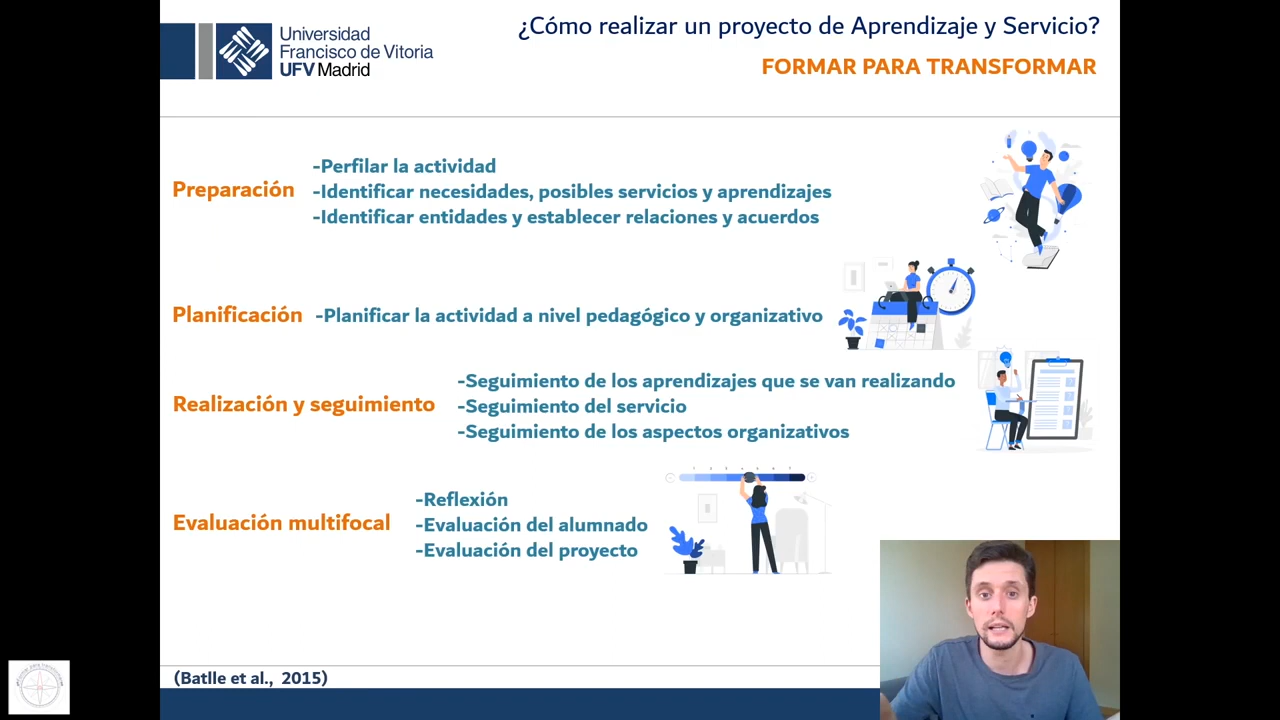 Universidad
Francisco de Vitoria
UFV Madrid
¿Cómo realizar un proyecto de Aprendizaje y Servicio?
FORMAR PARA TRANSFORMAR
Preparación
-Perfilar la actividad
-Identificar necesidades, posibles servicios y aprendizajes
-Identificar entidades y establecer relaciones y acuerdos
Planificación
-Planificar la actividad a nivel pedagógico y organizativo
Realización y seguimiento
-Seguimiento de los aprendizajes que se van realizando
-Seguimiento del servicio
-Seguimiento de los aspectos organizativos
Evaluación multifocal
-Reflexión
-Evaluación del alumnado
-Evaluación del proyecto
(Batlle et al., 2015)